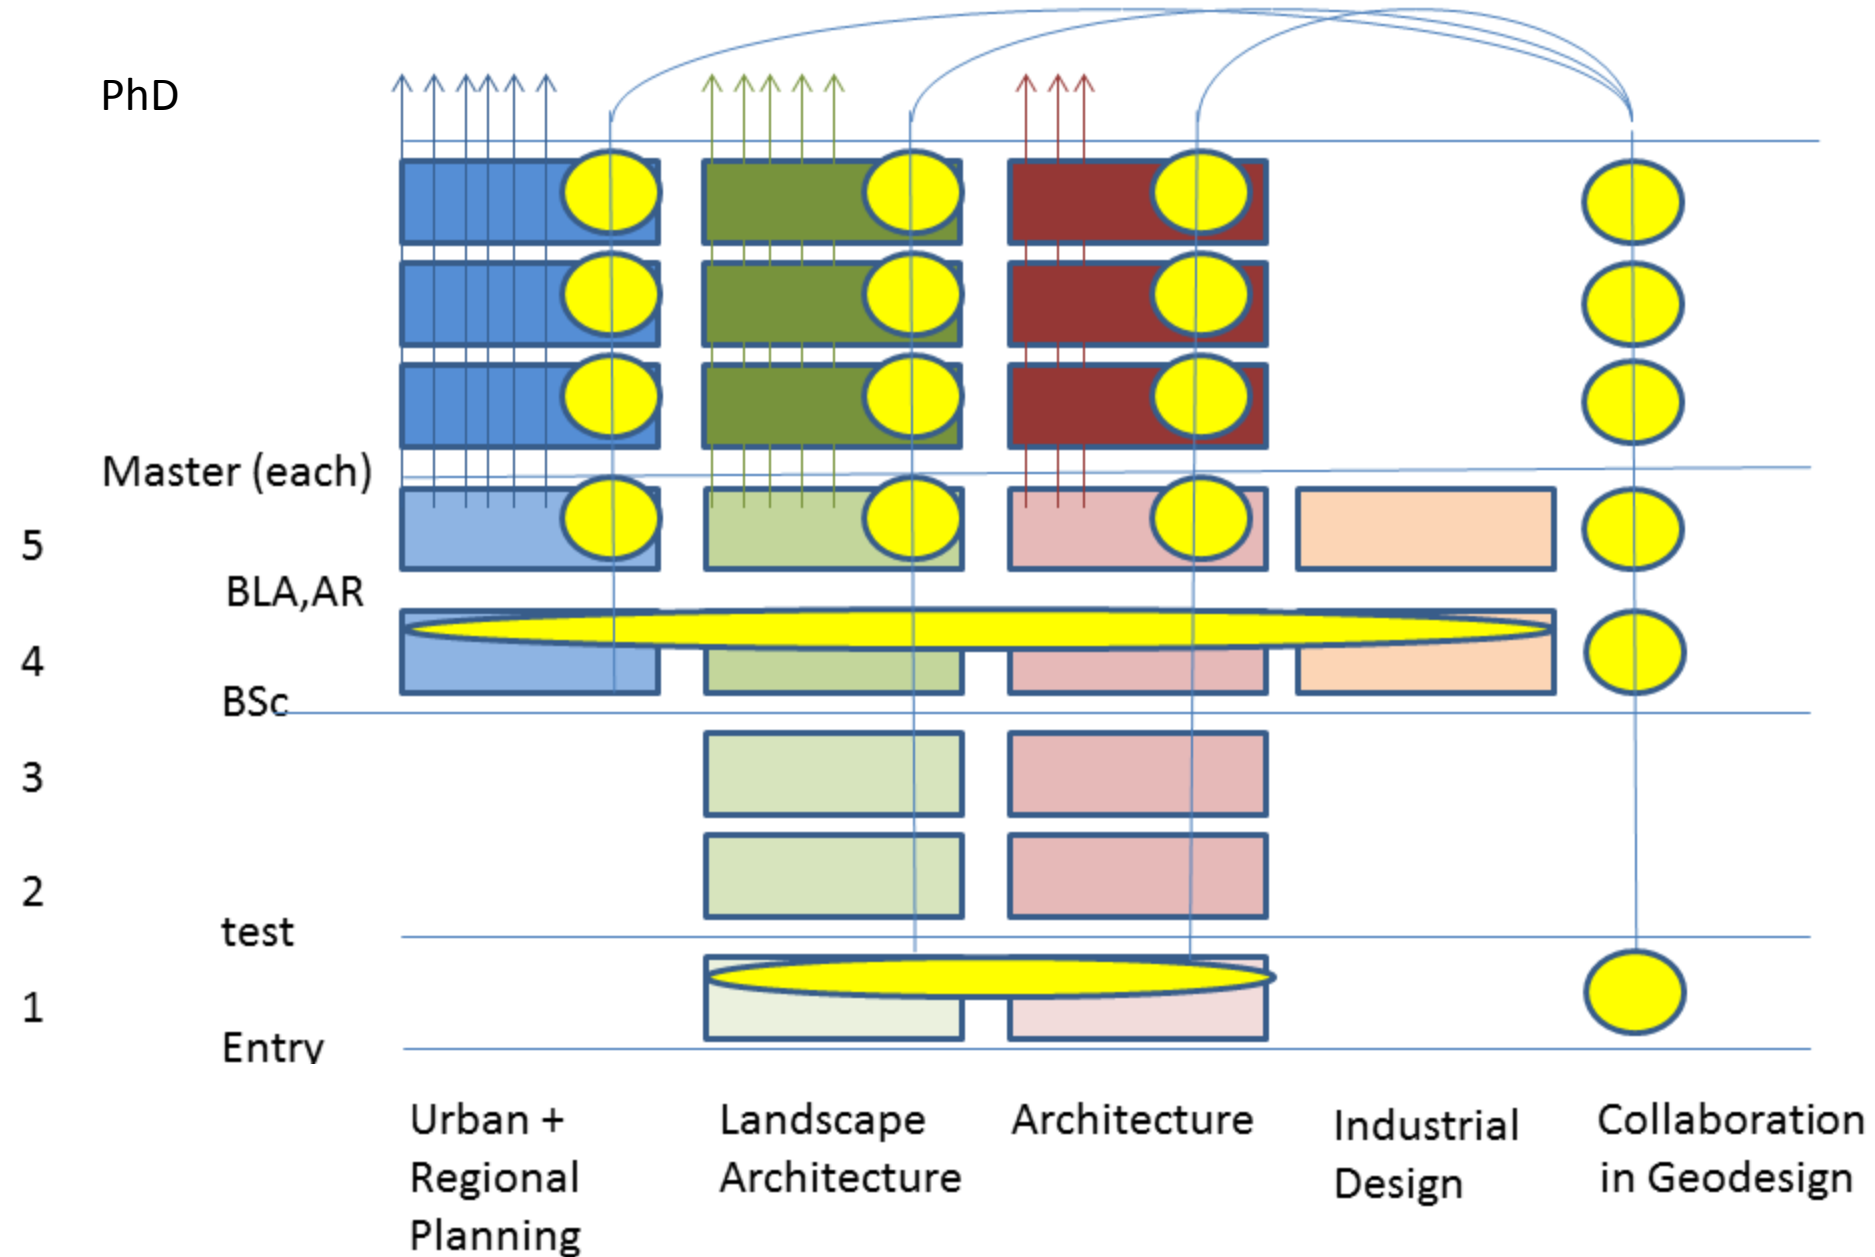 PhD
Master (each)
5
BLA,AR
4
BSc
3
2
test
1
Entry
Urban +
Regional
Planning
Landscape
Architecture
Architecture
Industrial
Design
Collaboration
in Geodesign